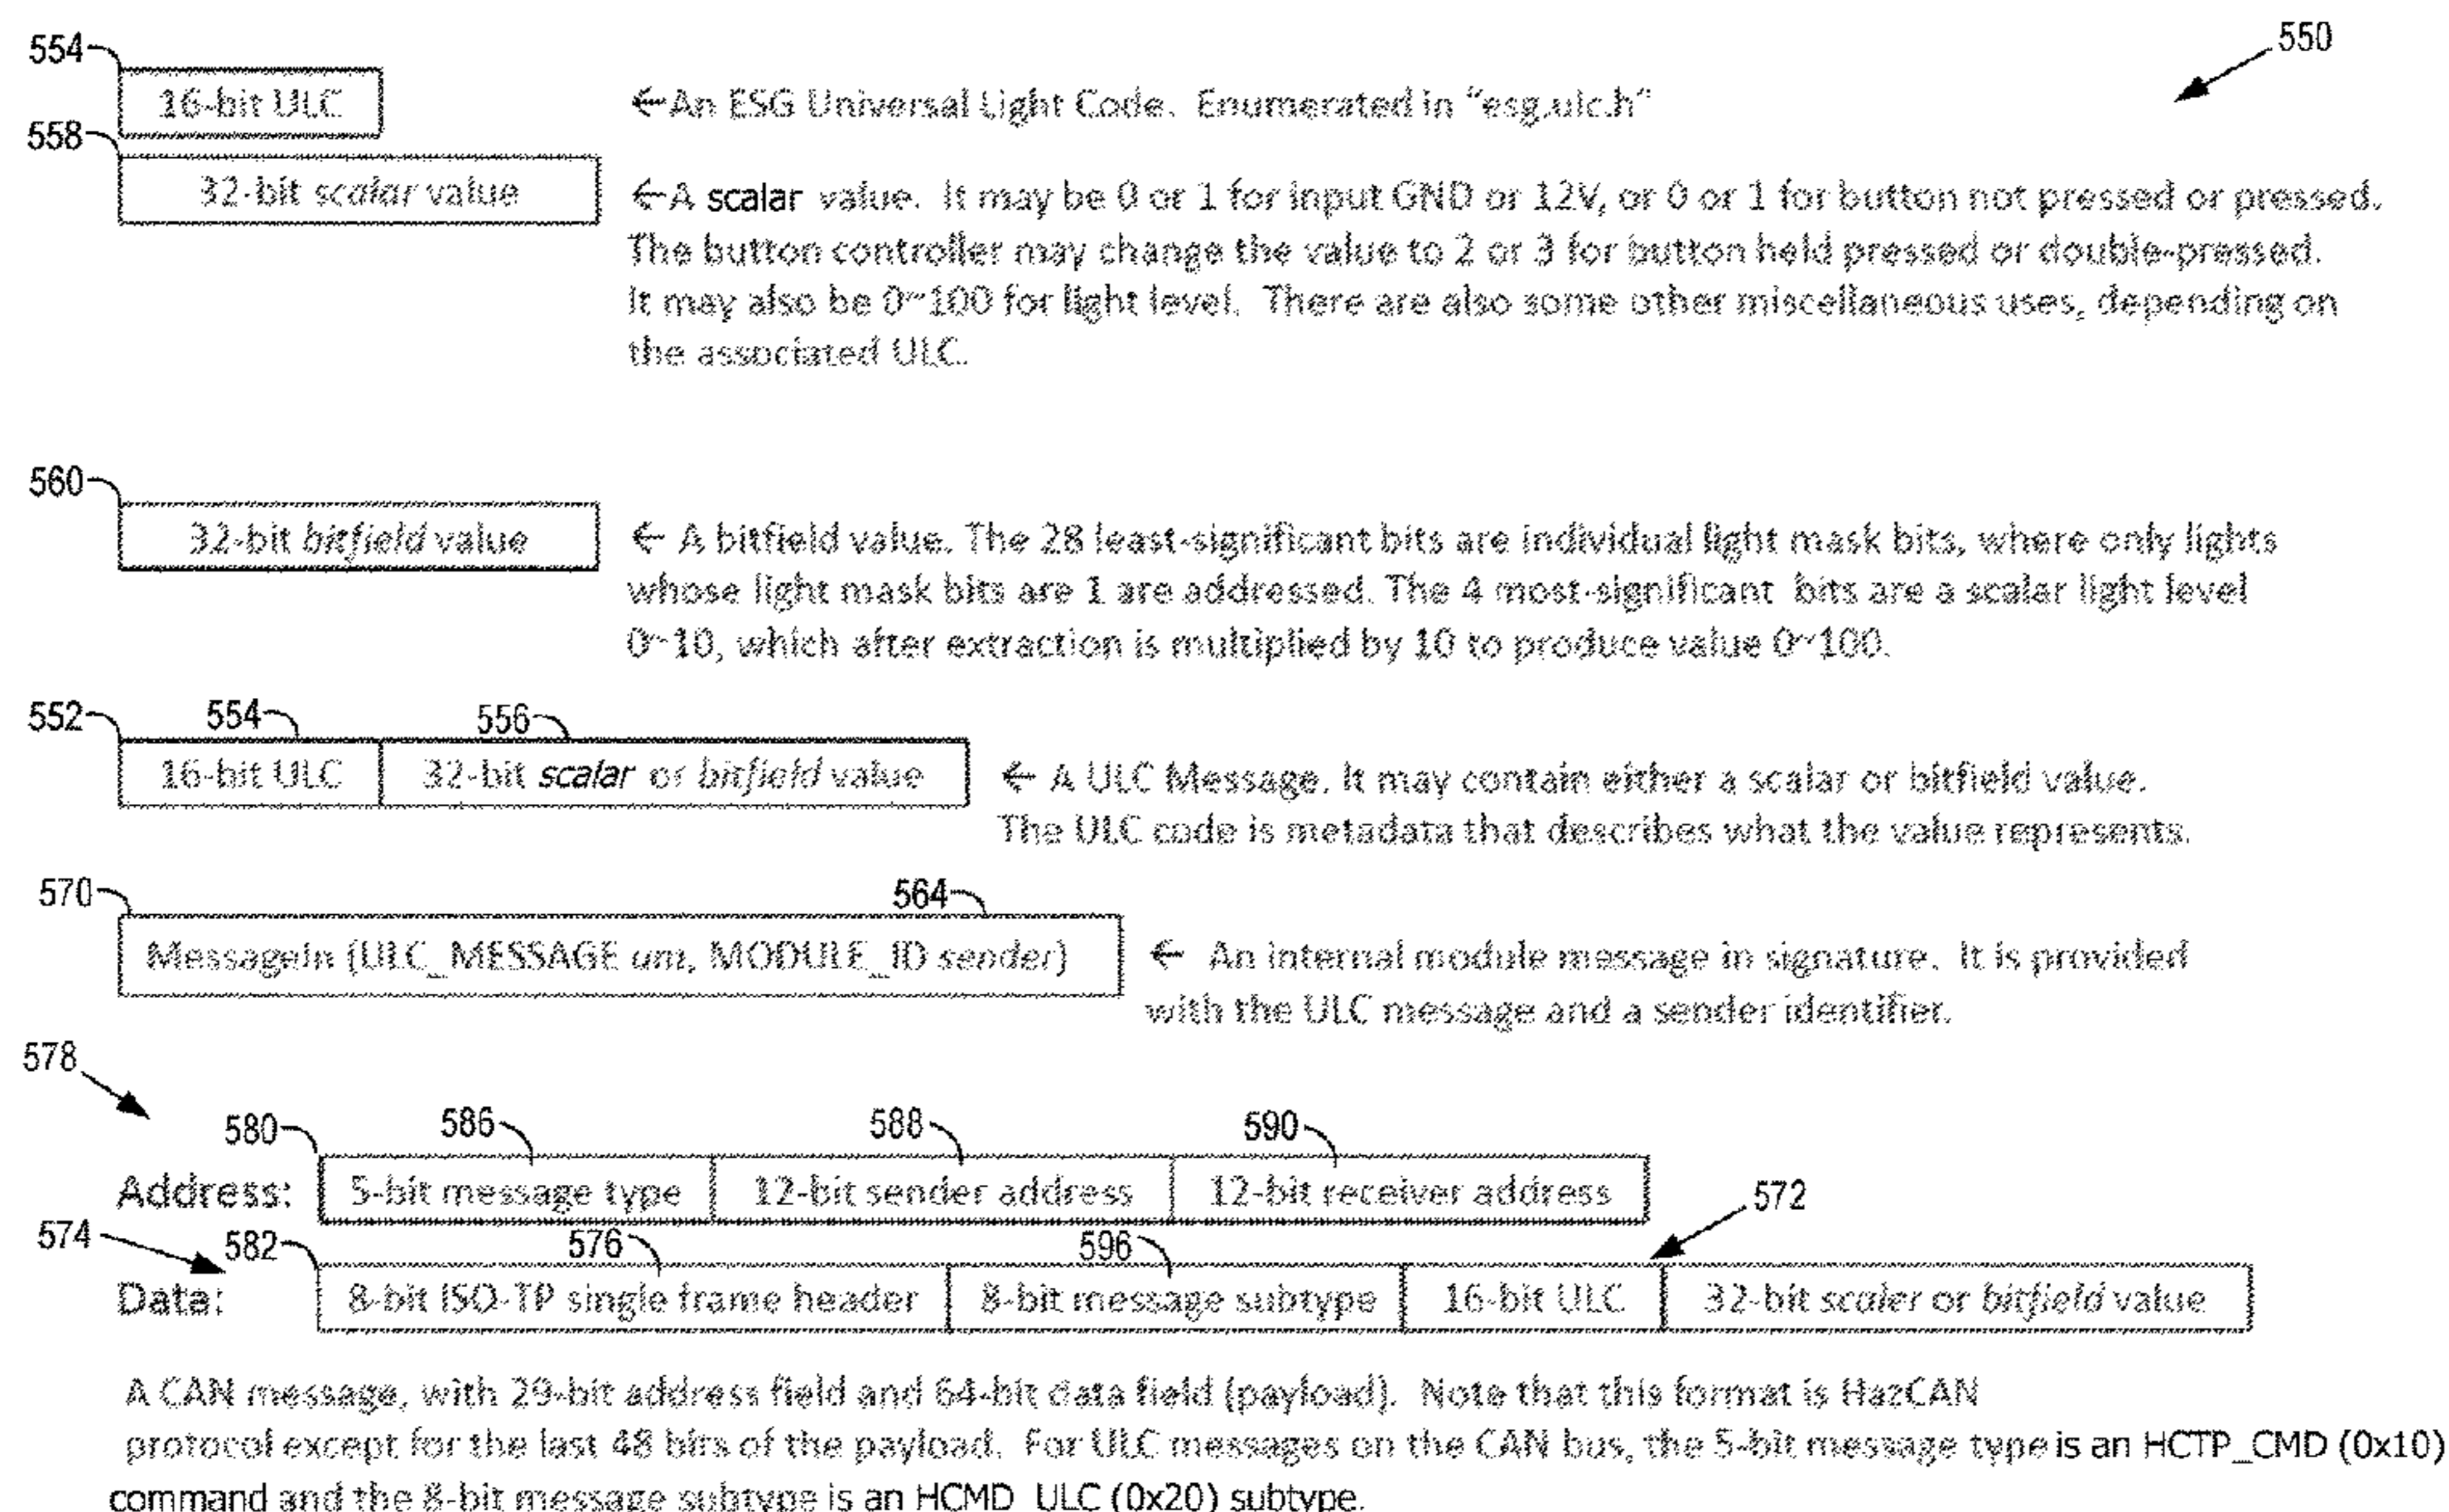 554
550
16-bit ULC
←An ESG Universal Light Code. Enumerated in "esg.ulc.h"
558
32-bit scalar value
←A scalar value. It may be 0 or 1 for input GND or 12V, or 0 or 1 for button not pressed or pressed.
The button controller may change the value to 2 or 3 for button held pressed or double-pressed.
It may also be 0~100 for light level. There are also some other miscellaneous uses, depending on
the associated ULC.
560
32-bit bitfield value
← A bitfield value. The 28 least-significant bits are individual light mask bits, where only lights
whose light mask bits are 1 are addressed. The 4 most-significant bits are a scalar light level
0~10, which after extraction is multiplied by 10 to produce value 0~100.
552 554 556
16-bit ULC 32-bit scalar or bitfield value
← A ULC Message. It may contain either a scalar or bitfield value.
The ULC code is metadata that describes what the value represents.
570 564
MessageIn (ULC_MESSAGE um, MODULE_ID sender)
← An internal module message in signature. It is provided
with the ULC message and a sender identifier.
578
580 586 588 590
Address: 5-bit message type 12-bit sender address 12-bit receiver address
572
574 582 576 596
Data: 8-bit ISO-TP single frame header 8-bit message subtype 16-bit ULC 32-bit scaler or bitfield value
A CAN message, with 29-bit address field and 64-bit data field (payload). Note that this format is HazCAN
protocol except for the last 48 bits of the payload. For ULC messages on the CAN bus, the 5-bit message type is an HCTP_CMD (0x10)
command and the 8-bit message subtype is an HCMD_ULC (0x20) subtype.